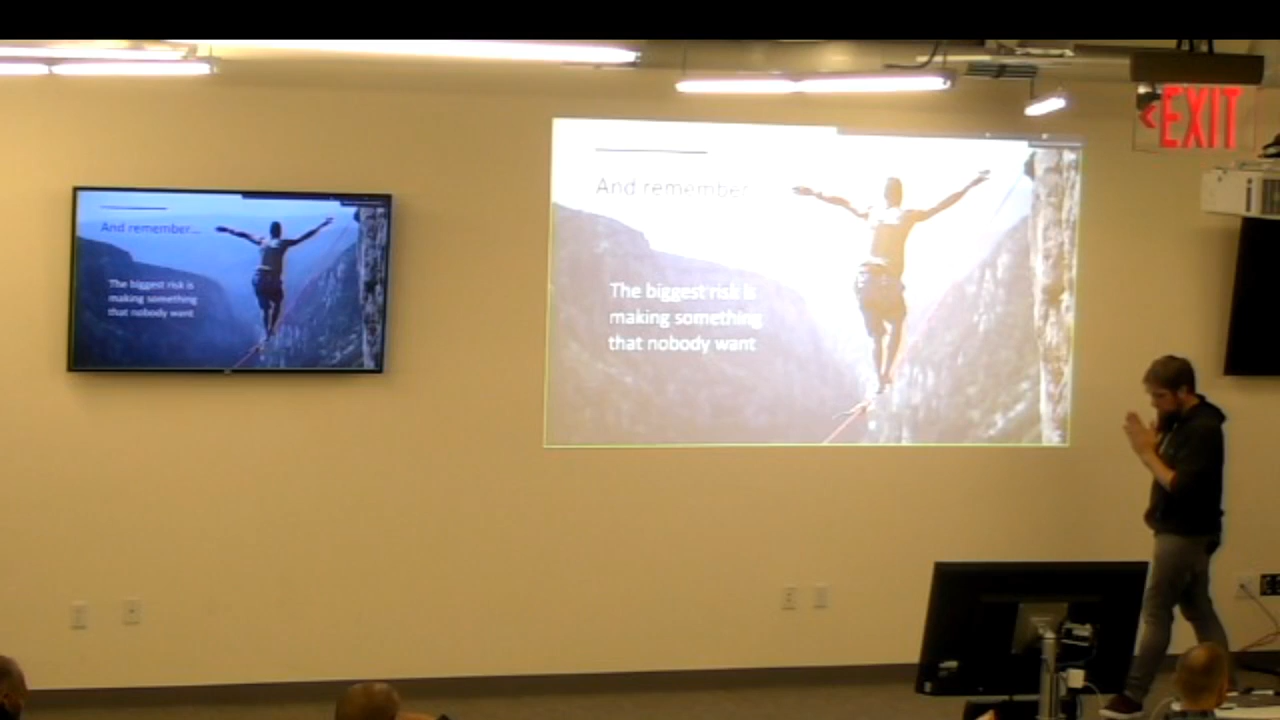 And remember...
The biggest risk is
making something
that nobody want
And remember
The biggest risk is
making something
that nobody want
<EXIT